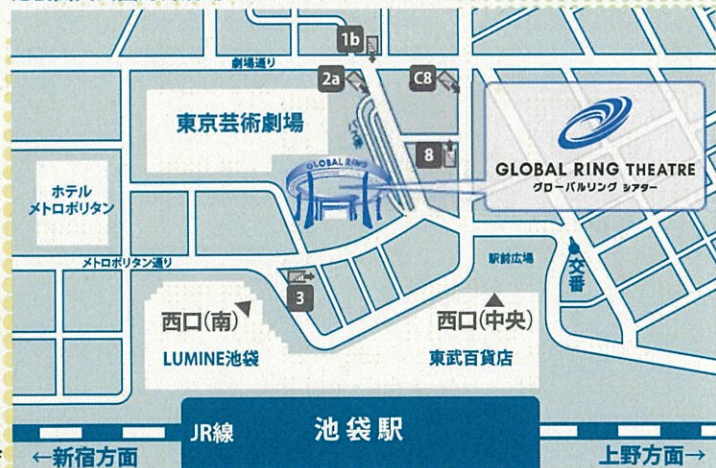 1b
劇場通り
2a
C8
東京芸術劇場
8
GLOBAL RING
GLOBAL RING THEATRE
グローバルリング シアター
ホテル
メトロポリタン
メトロポリタン通り
駅前広場
交番
3
西口(南)
西口(中央)
LUMINE池袋
東武百貨店
JR線
池袋駅
←新宿方面
上野方面→